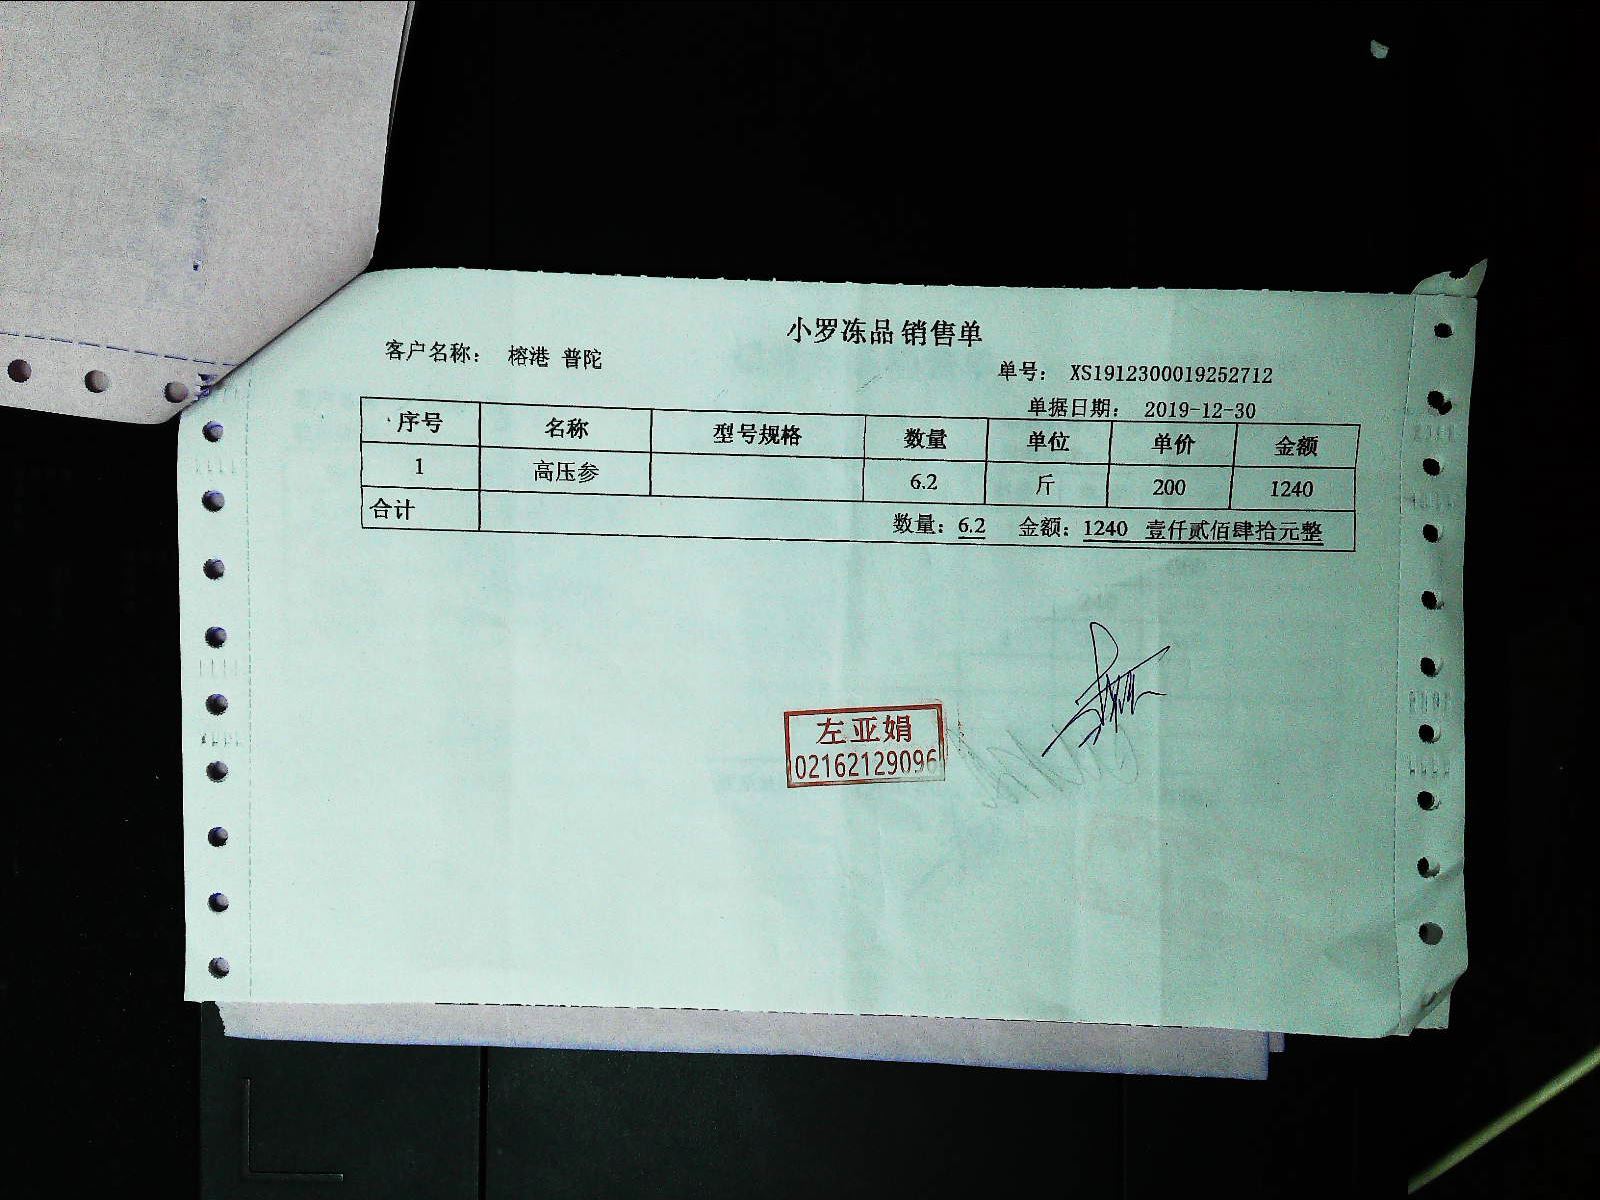 小罗冻品 销售单
客户名称： 榕港 普陀
单号： XS1912300019252712
单据日期： 2019-12-30
序号 名称 型号规格 数量 单位 单价 金额
1 高压参 6.2 斤 200 1240
合计 数量：6.2 金额：1240 壹仟贰佰肆拾元整
左亚娟
02162129096